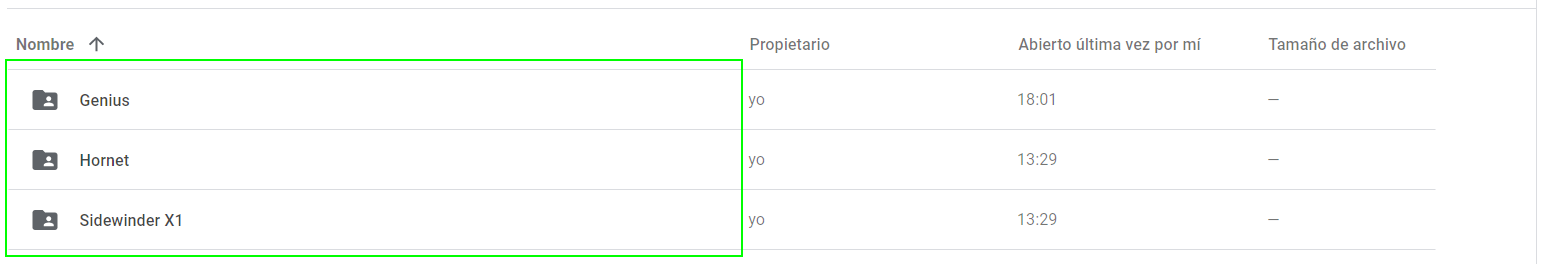 Nombre Propietario Abierto última vez por mí Tamaño de archivo
Genius yo 18:01 —
Hornet yo 13:29 —
Sidewinder X1 yo 13:29 —